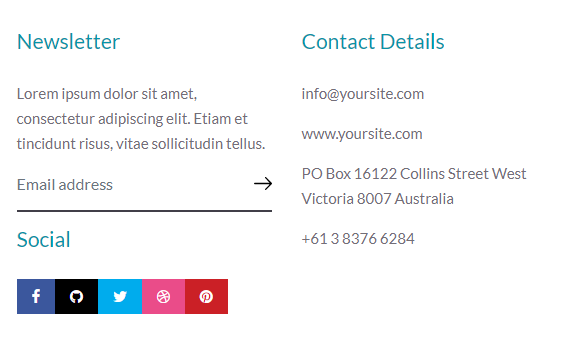 Newsletter
Lorem ipsum dolor sit amet,
consectetur adipiscing elit. Etiam et
tincidunt risus, vitae sollicitudin tellus.
Email address
Social
Contact Details
info@yoursite.com
www.yoursite.com
PO Box 16122 Collins Street West
Victoria 8007 Australia
+61 3 8376 6284